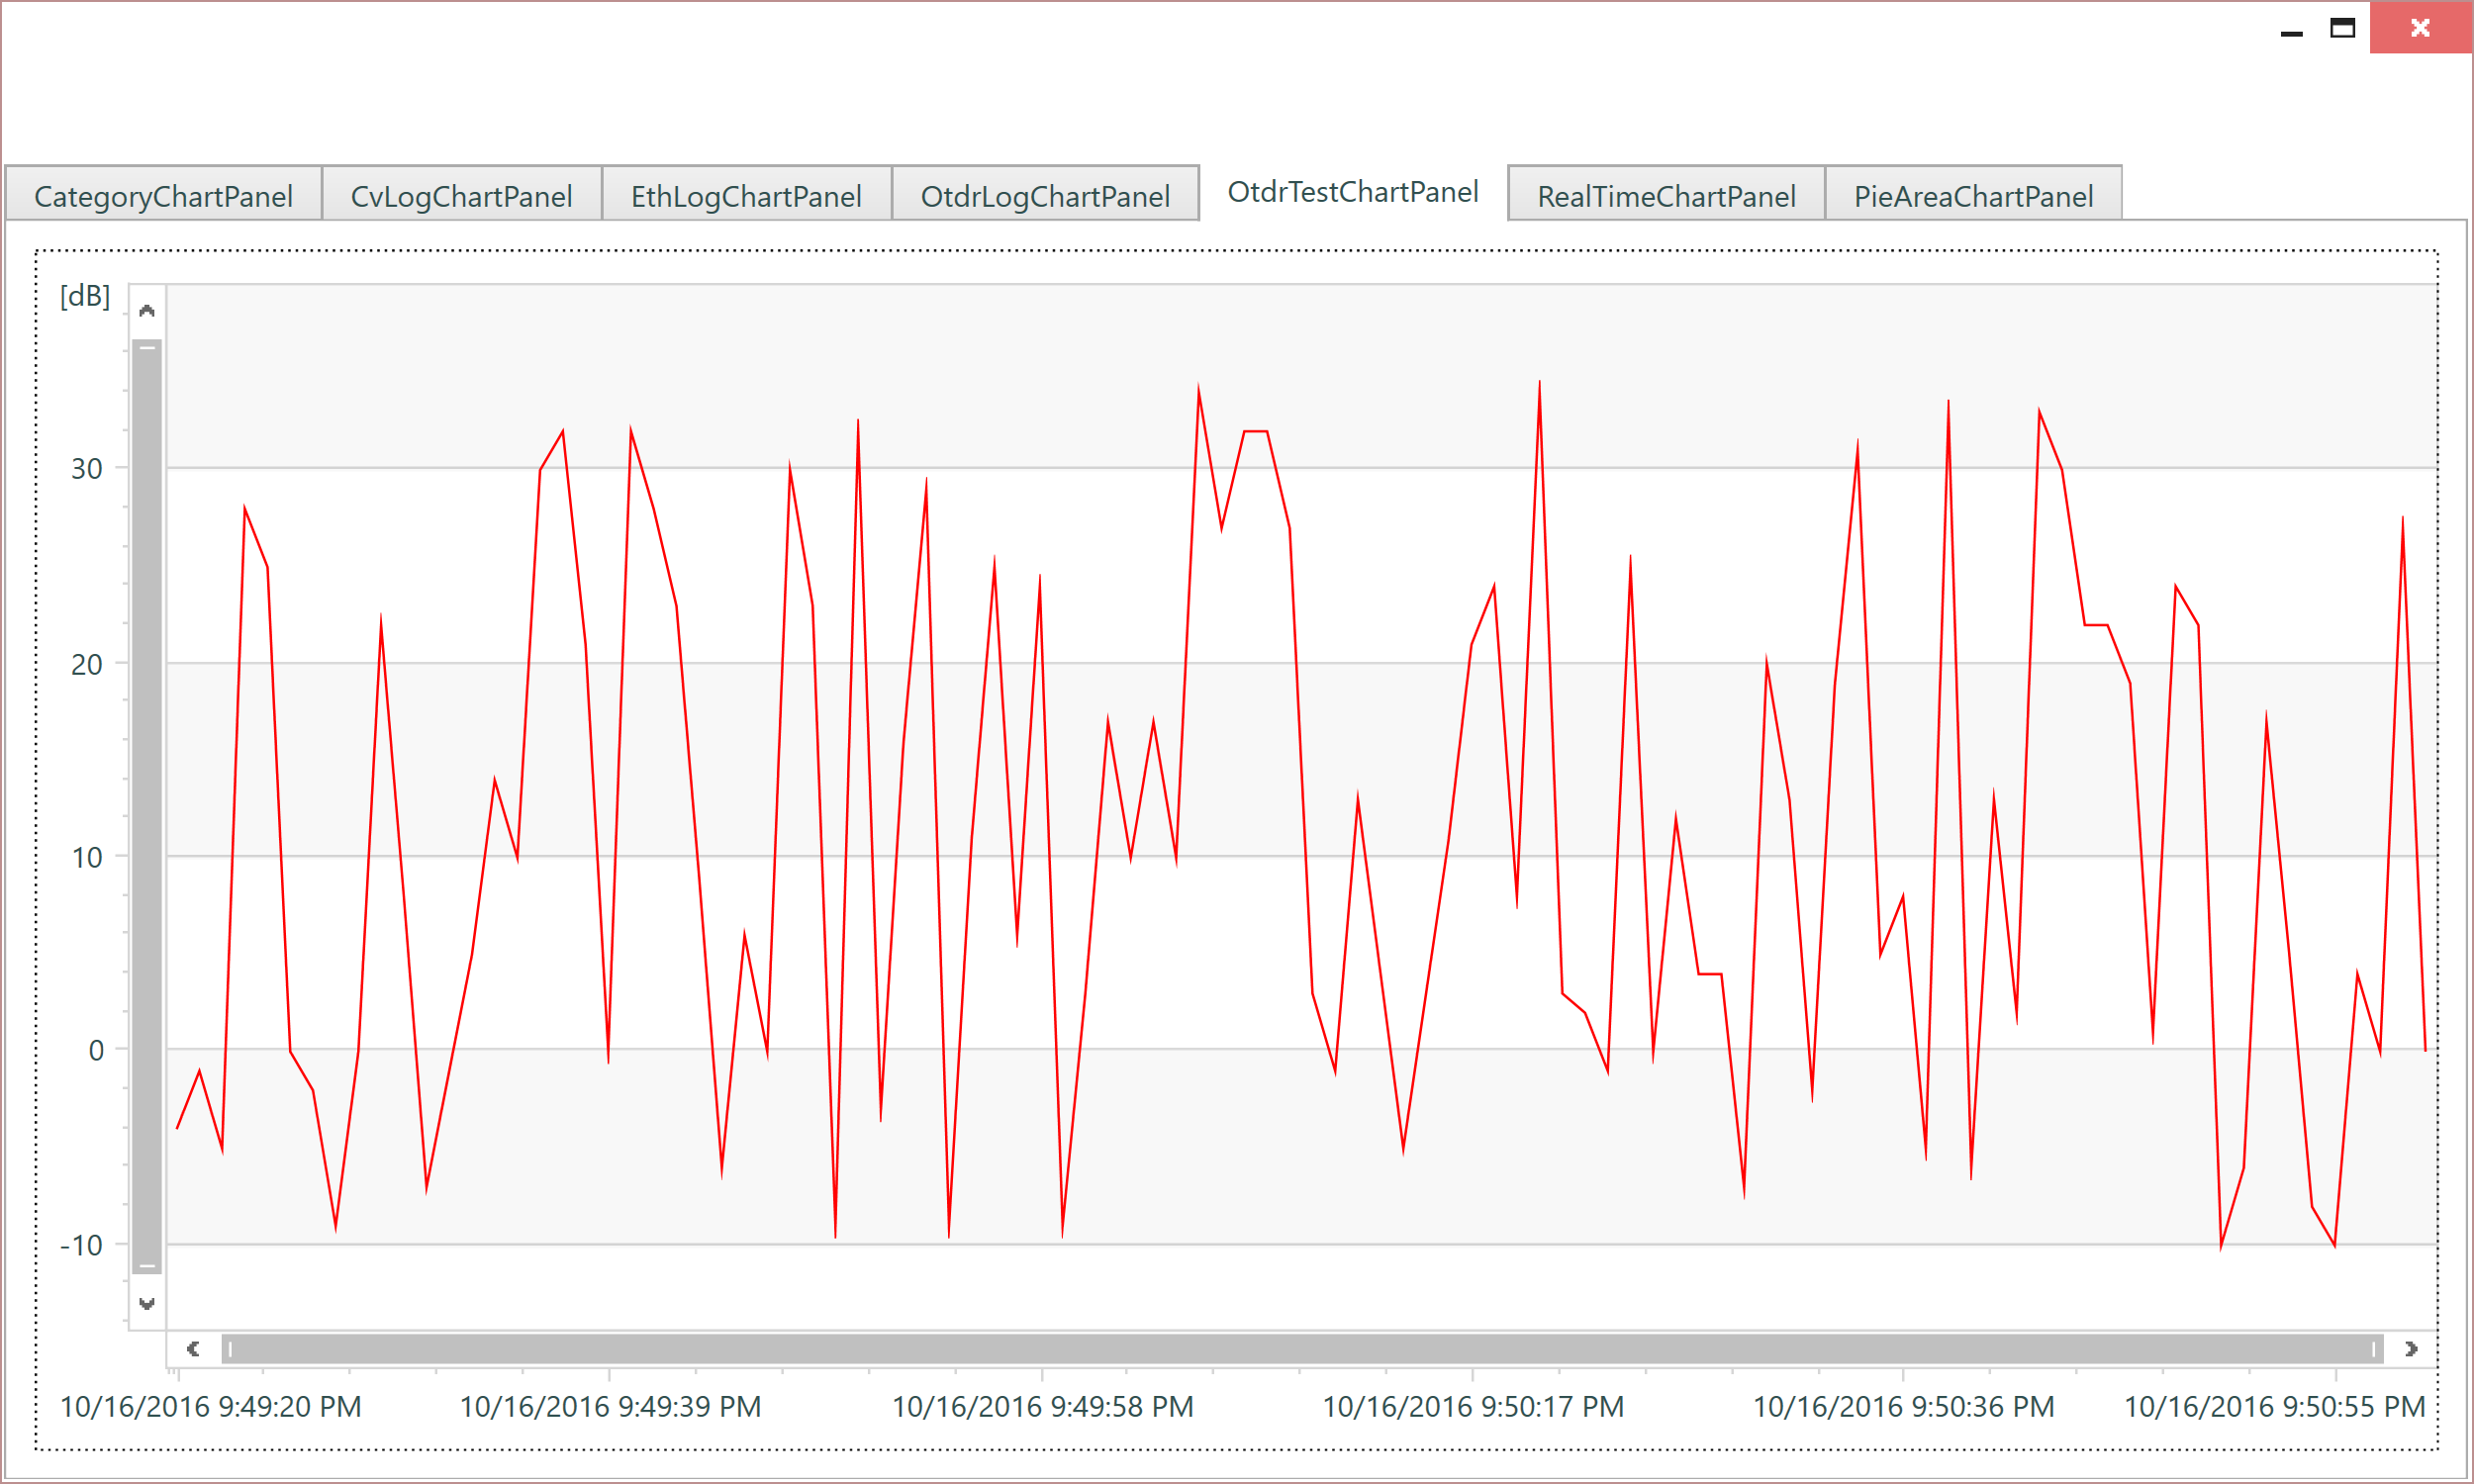 CategoryChartPanel CvLogChartPanel EthLogChartPanel OtdrLogChartPanel OtdrTestChartPanel RealTimeChartPanel PieAreaChartPanel
[dB]
30
20
10
0
-10
10/16/2016 9:49:20 PM 10/16/2016 9:49:39 PM 10/16/2016 9:49:58 PM 10/16/2016 9:50:17 PM 10/16/2016 9:50:36 PM 10/16/2016 9:50:55 PM